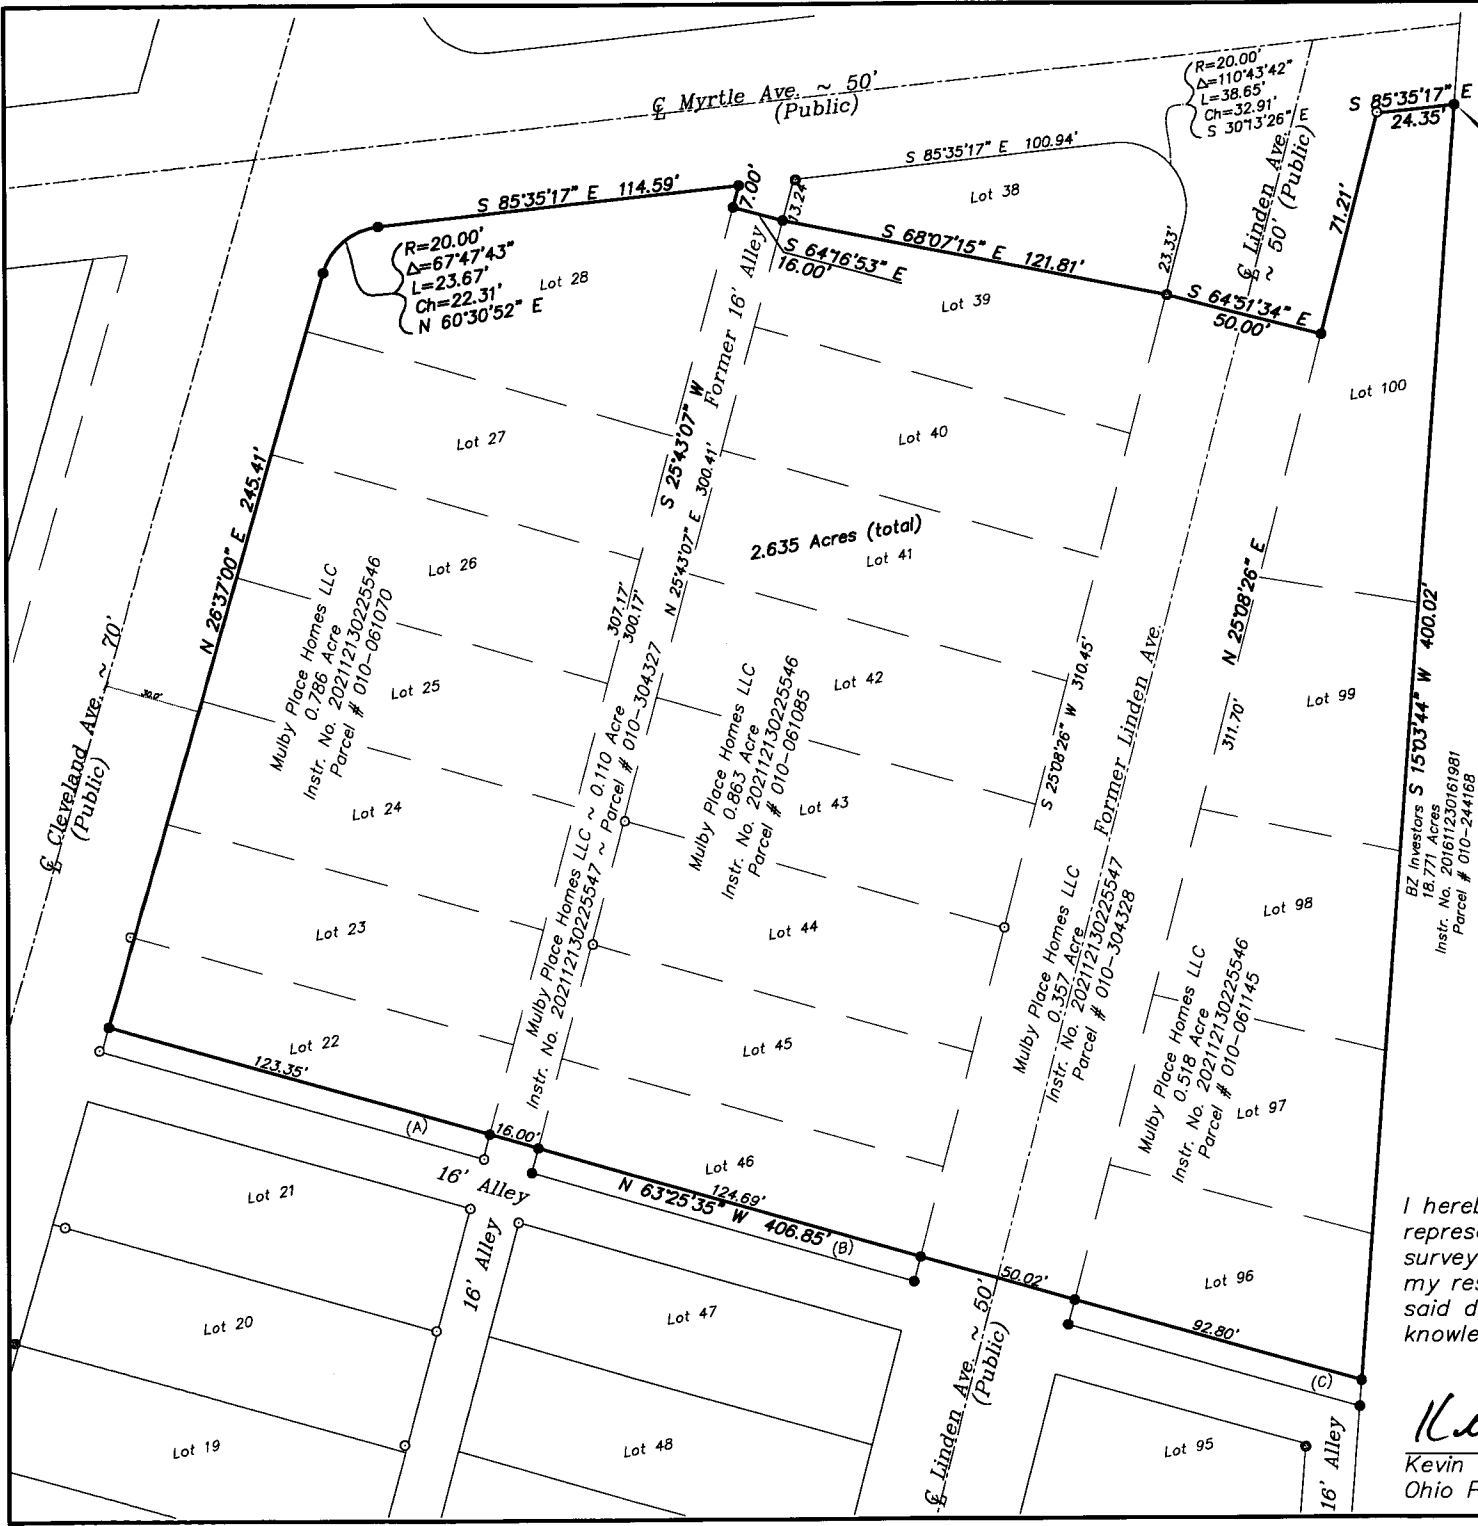 ℄ Myrtle Ave. ~ 50'
(Public)
R=20.00'
Δ=110°43'42"
L=38.65'
Ch=32.91'
S 30°13'26" E
S 85°35'17" E
24.35'
S 85°35'17" E 100.94'
Lot 38
℄ Linden Ave.
~ 50' (Public)
71.21'
S 85°35'17" E 114.59'
7.00'
13.24'
R=20.00'
Δ=67°47'43"
L=23.67'
Ch=22.31'
N 60°30'52" E
Lot 28
S 64°16'53" E
16.00'
S 68°07'15" E 121.81'
23.33'
S 64°51'34" E
50.00'
Lot 39
Former 16' Alley
Lot 100
Lot 27
Lot 40
S 25°43'07" W
307.17'
300.17'
N 25°43'07" E 300.41'
N 26°37'00" E 245.41'
2.635 Acres (total)
Lot 26
Lot 41
N 25°08'26" E
311.70'
S 15°03'44" W 400.02'
Mulby Place Homes LLC
0.786 Acre
Instr. No. 202112130225546
Parcel # 010-061070
℄ Cleveland Ave. ~ 70'
(Public)
30.0'
Lot 25
Lot 42
S 25°08'26" W 310.45'
Former Linden Ave.
Lot 99
Mulby Place Homes LLC
0.863 Acre
Instr. No. 202112130225546
Parcel # 010-061085
BZ Investors
18.771 Acres
Instr. No. 201611230161981
Parcel # 010-244168
Lot 24
Lot 43
Mulby Place Homes LLC ~ 0.110 Acre
Instr. No. 202112130225547 ~ Parcel # 010-304327
Lot 23
Lot 44
Lot 98
Mulby Place Homes LLC
0.357 Acre
Instr. No. 202112130225547
Parcel # 010-304328
Mulby Place Homes LLC
0.518 Acre
Instr. No. 202112130225546
Parcel # 010-061145
Lot 22
Lot 45
Lot 97
123.35'
(A)
16.00'
Lot 46
124.69'
N 63°25'35" W 406.85'
(B)
50.02'
Lot 96
92.80'
(C)
16' Alley
Lot 21
16' Alley
Lot 20
Lot 47
℄ Linden Ave. ~ 50'
(Public)
Lot 19
Lot 48
Lot 95
16' Alley
I hereb
represe
survey
my res
said d
knowle
Kevin
Ohio P